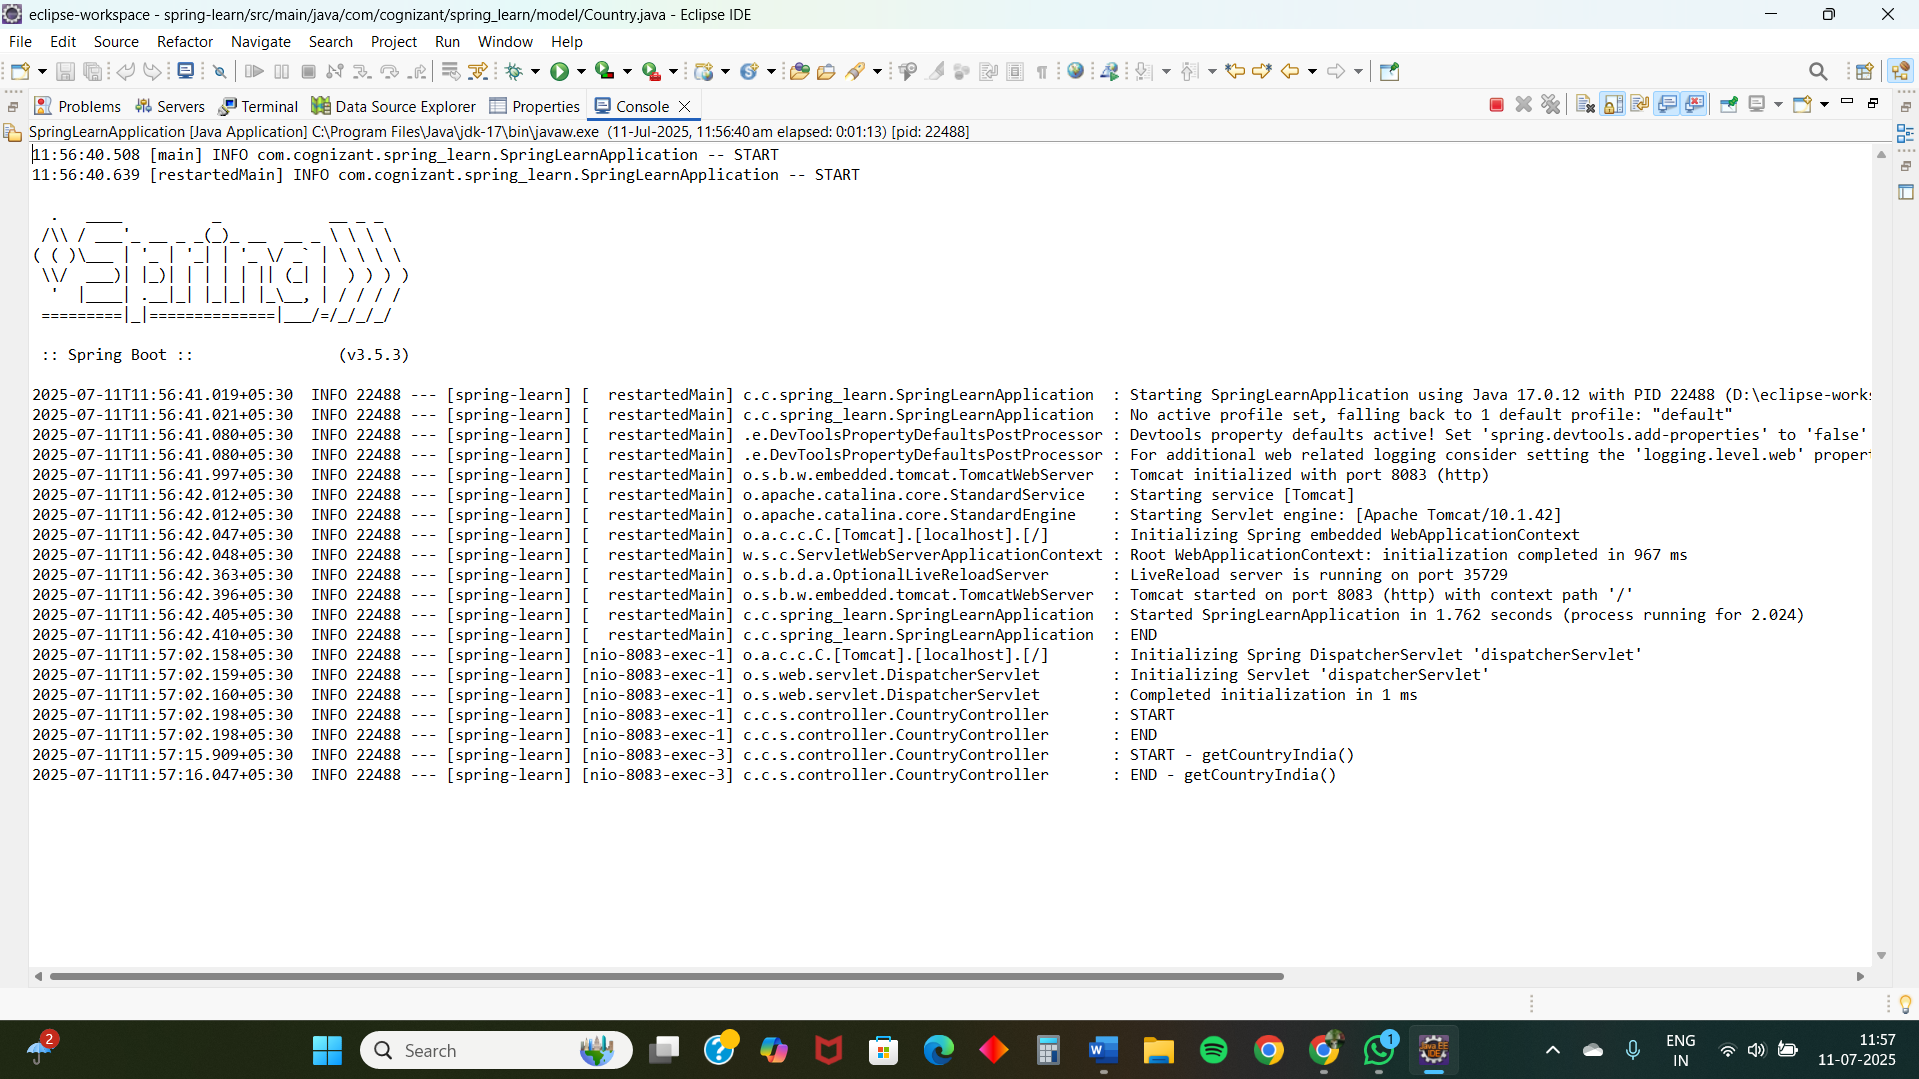 eclipse-workspace - spring-learn/src/main/java/com/cognizant/spring_learn/model/Country.java - Eclipse IDE
File Edit Source Refactor Navigate Search Project Run Window Help
Problems Servers Terminal Data Source Explorer Properties Console
SpringLearnApplication [Java Application] C:\Program Files\Java\jdk-17\bin\javaw.exe (11-Jul-2025, 11:56:40 am elapsed: 0:01:13) [pid: 22488]
11:56:40.508 [main] INFO com.cognizant.spring_learn.SpringLearnApplication -- START
11:56:40.639 [restartedMain] INFO com.cognizant.spring_learn.SpringLearnApplication -- START
  .   ____          _            __ _ _
 /\\ / ___'_ __ _ _(_)_ __  __ _ \ \ \ \
( ( )\___ | '_ | '_| | '_ \/ _` | \ \ \ \
 \\/  ___)| |_)| | | | | || (_| |  ) ) ) )
  '  |____| .__|_| |_|_| |_\__, | / / / /
 =========|_|==============|___/=/_/_/_/
 :: Spring Boot ::                (v3.5.3)
2025-07-11T11:56:41.019+05:30  INFO 22488 --- [spring-learn] [  restartedMain] c.c.spring_learn.SpringLearnApplication  : Starting SpringLearnApplication using Java 17.0.12 with PID 22488 (D:\eclipse-works
2025-07-11T11:56:41.021+05:30  INFO 22488 --- [spring-learn] [  restartedMain] c.c.spring_learn.SpringLearnApplication  : No active profile set, falling back to 1 default profile: "default"
2025-07-11T11:56:41.080+05:30  INFO 22488 --- [spring-learn] [  restartedMain] .e.DevToolsPropertyDefaultsPostProcessor : Devtools property defaults active! Set 'spring.devtools.add-properties' to 'false'
2025-07-11T11:56:41.080+05:30  INFO 22488 --- [spring-learn] [  restartedMain] .e.DevToolsPropertyDefaultsPostProcessor : For additional web related logging consider setting the 'logging.level.web' proper
2025-07-11T11:56:41.997+05:30  INFO 22488 --- [spring-learn] [  restartedMain] o.s.b.w.embedded.tomcat.TomcatWebServer  : Tomcat initialized with port 8083 (http)
2025-07-11T11:56:42.012+05:30  INFO 22488 --- [spring-learn] [  restartedMain] o.apache.catalina.core.StandardService   : Starting service [Tomcat]
2025-07-11T11:56:42.012+05:30  INFO 22488 --- [spring-learn] [  restartedMain] o.apache.catalina.core.StandardEngine    : Starting Servlet engine: [Apache Tomcat/10.1.42]
2025-07-11T11:56:42.047+05:30  INFO 22488 --- [spring-learn] [  restartedMain] o.a.c.c.C.[Tomcat].[localhost].[/]       : Initializing Spring embedded WebApplicationContext
2025-07-11T11:56:42.048+05:30  INFO 22488 --- [spring-learn] [  restartedMain] w.s.c.ServletWebServerApplicationContext : Root WebApplicationContext: initialization completed in 967 ms
2025-07-11T11:56:42.363+05:30  INFO 22488 --- [spring-learn] [  restartedMain] o.s.b.d.a.OptionalLiveReloadServer       : LiveReload server is running on port 35729
2025-07-11T11:56:42.396+05:30  INFO 22488 --- [spring-learn] [  restartedMain] o.s.b.w.embedded.tomcat.TomcatWebServer  : Tomcat started on port 8083 (http) with context path '/'
2025-07-11T11:56:42.405+05:30  INFO 22488 --- [spring-learn] [  restartedMain] c.c.spring_learn.SpringLearnApplication  : Started SpringLearnApplication in 1.762 seconds (process running for 2.024)
2025-07-11T11:56:42.410+05:30  INFO 22488 --- [spring-learn] [  restartedMain] c.c.spring_learn.SpringLearnApplication  : END
2025-07-11T11:57:02.158+05:30  INFO 22488 --- [spring-learn] [nio-8083-exec-1] o.a.c.c.C.[Tomcat].[localhost].[/]       : Initializing Spring DispatcherServlet 'dispatcherServlet'
2025-07-11T11:57:02.159+05:30  INFO 22488 --- [spring-learn] [nio-8083-exec-1] o.s.web.servlet.DispatcherServlet        : Initializing Servlet 'dispatcherServlet'
2025-07-11T11:57:02.160+05:30  INFO 22488 --- [spring-learn] [nio-8083-exec-1] o.s.web.servlet.DispatcherServlet        : Completed initialization in 1 ms
2025-07-11T11:57:02.198+05:30  INFO 22488 --- [spring-learn] [nio-8083-exec-1] c.c.s.controller.CountryController       : START
2025-07-11T11:57:02.198+05:30  INFO 22488 --- [spring-learn] [nio-8083-exec-1] c.c.s.controller.CountryController       : END
2025-07-11T11:57:15.909+05:30  INFO 22488 --- [spring-learn] [nio-8083-exec-3] c.c.s.controller.CountryController       : START - getCountryIndia()
2025-07-11T11:57:16.047+05:30  INFO 22488 --- [spring-learn] [nio-8083-exec-3] c.c.s.controller.CountryController       : END - getCountryIndia()
2
Search
1
ENG
IN
11:57
11-07-2025